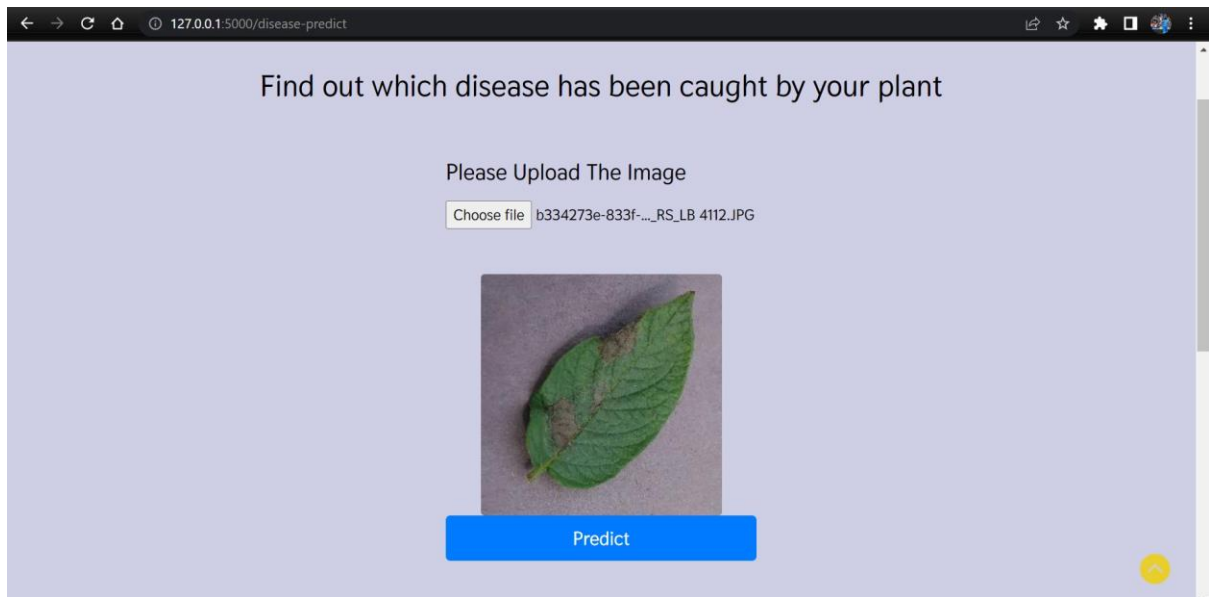 127.0.0.1:5000/disease-predict
Find out which disease has been caught by your plant
Please Upload The Image
Choose file b334273e-833f-..._RS_LB 4112.JPG
Predict